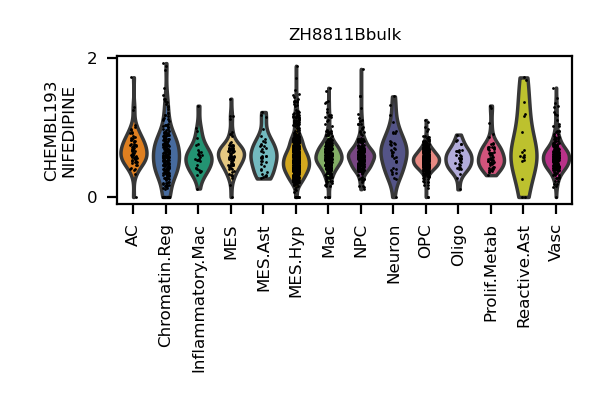 ZH8811Bbulk
CHEMBL193
NIFEDIPINE
2
0
AC
Chromatin.Reg
Inflammatory.Mac
MES
MES.Ast
MES.Hyp
Mac
NPC
Neuron
OPC
Oligo
Prolif.Metab
Reactive.Ast
Vasc